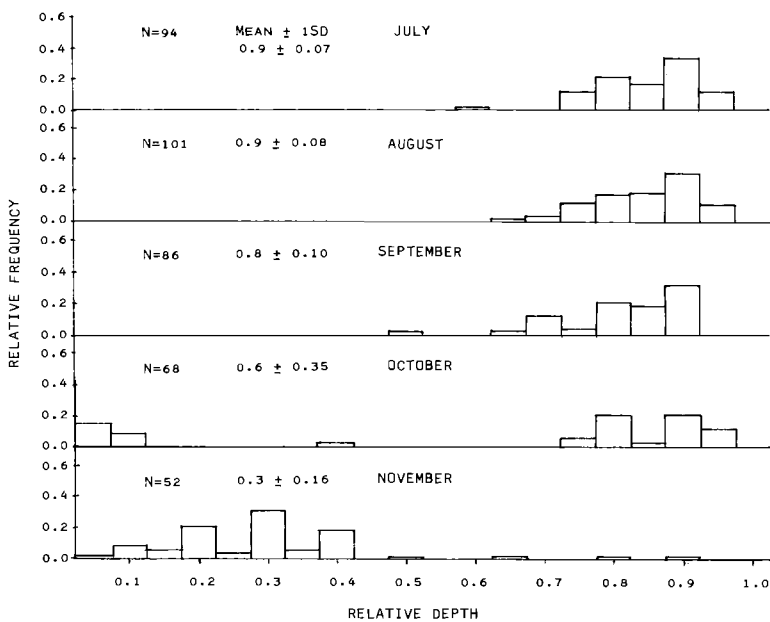 0.6
N=94 MEAN ± 1SD JULY
0.9 ± 0.07
0.4
0.2
0.0
0.6
N=101 0.9 ± 0.08 AUGUST
0.4
0.2
0.0
0.6
N=86 0.8 ± 0.10 SEPTEMBER
0.4
0.2
0.0
0.6
N=68 0.6 ± 0.35 OCTOBER
0.4
0.2
0.0
0.6
N=52 0.3 ± 0.16 NOVEMBER
0.4
0.2
0.0
RELATIVE FREQUENCY
0.1 0.2 0.3 0.4 0.5 0.6 0.7 0.8 0.9 1.0
RELATIVE DEPTH